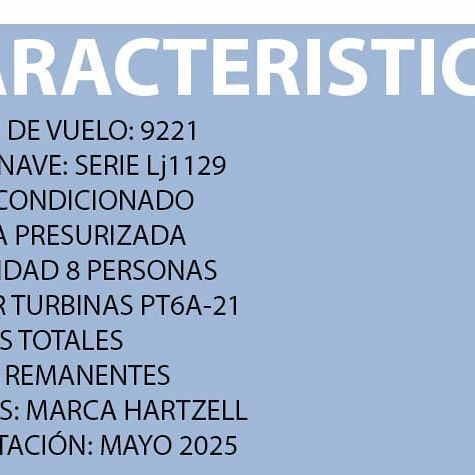 ARACTERISTIC
DE VUELO: 9221
NAVE: SERIE Lj1129
CONDICIONADO
A PRESURIZADA
IDAD 8 PERSONAS
R TURBINAS PT6A-21
S TOTALES
REMANENTES
S: MARCA HARTZELL
TACIÓN: MAYO 2025